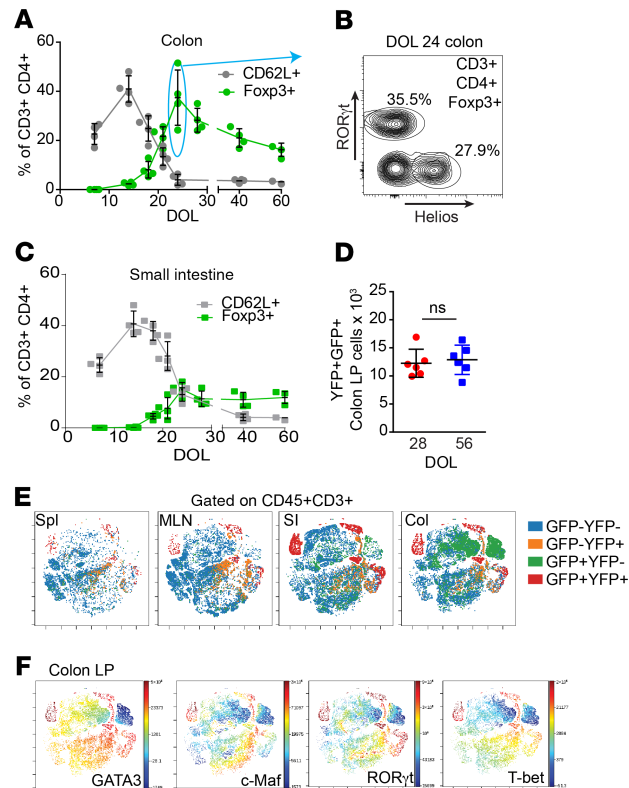 A
Colon
60
40
20
0
% of CD3+ CD4+
CD62L+
Foxp3+
0 10 20 30 40 60
DOL
B
DOL 24 colon
CD3+
CD4+
Foxp3+
35.5%
27.9%
RORγt
Helios
C
Small intestine
60
40
20
0
% of CD3+ CD4+
CD62L+
Foxp3+
0 10 20 30 40 60
DOL
D
25
20
15
10
5
0
YFP+GFP+
Colon LP cells x 10³
ns
28 56
DOL
E
Gated on CD45+CD3+
Spl
MLN
SI
Col
GFP-YFP-
GFP-YFP+
GFP+YFP-
GFP+YFP+
F
Colon LP
GATA3
c-Maf
RORγt
T-bet